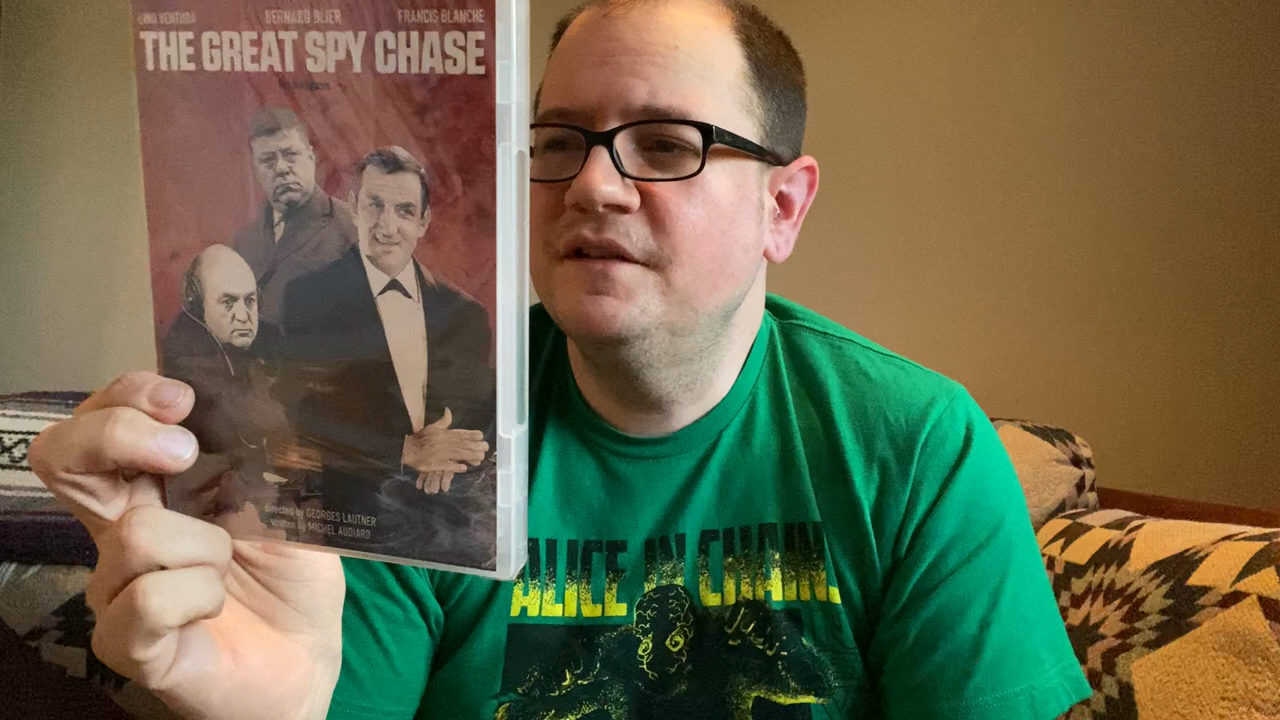 LINO VENTURA BERNARD BLIER FRANCIS BLANCHE
THE GREAT SPY CHASE
directed by GEORGES LAUTNER
written by MICHEL AUDIARD
ALICE IN CHAINS